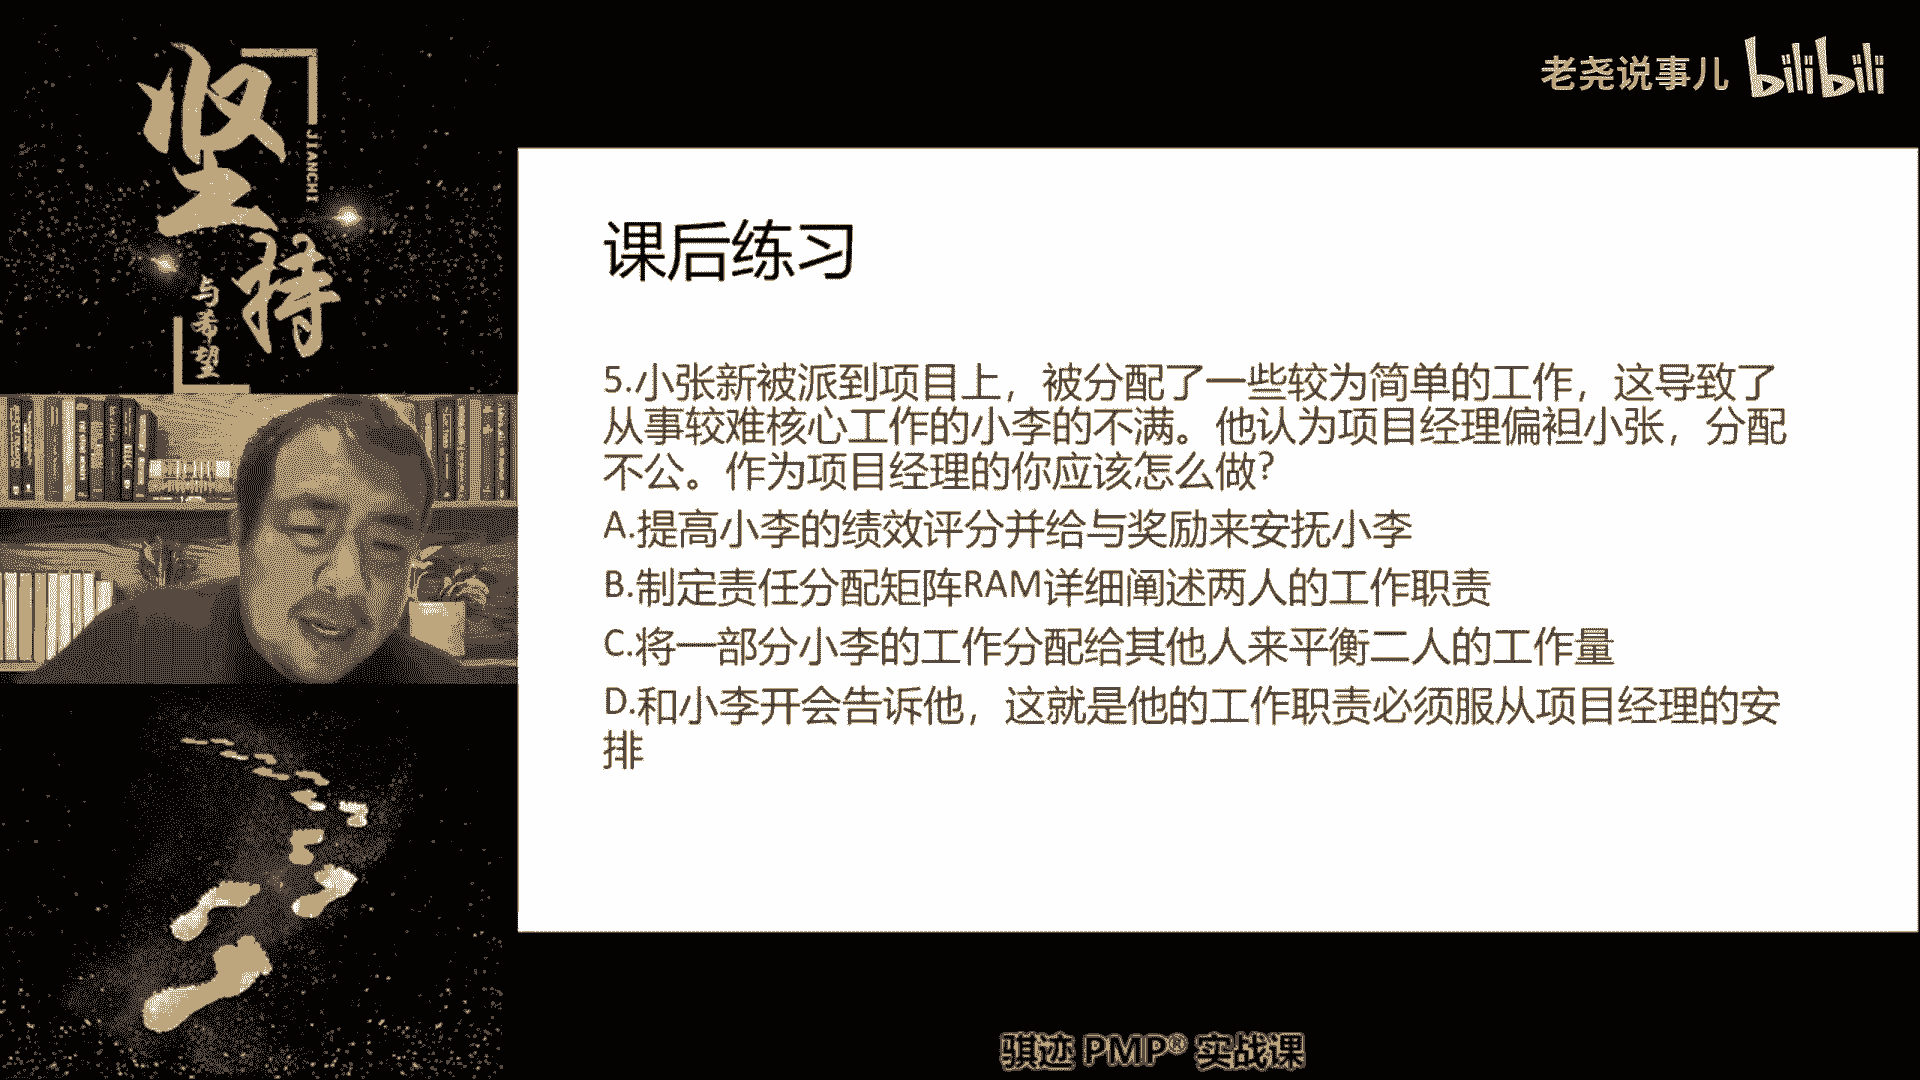 坚持
JIANCHI
与希望
老尧说事儿 bilibili
课后练习
5.小张新被派到项目上，被分配了一些较为简单的工作，这导致了
从事较难核心工作的小李的不满。他认为项目经理偏袒小张，分配
不公。作为项目经理的你应该怎么做？
A.提高小李的绩效评分并给与奖励来安抚小李
B.制定责任分配矩阵RAM详细阐述两人的工作职责
C.将一部分小李的工作分配给其他人来平衡二人的工作量
D.和小李开会告诉他，这就是他的工作职责必须服从项目经理的安
排
骐迹 PMP® 实战课